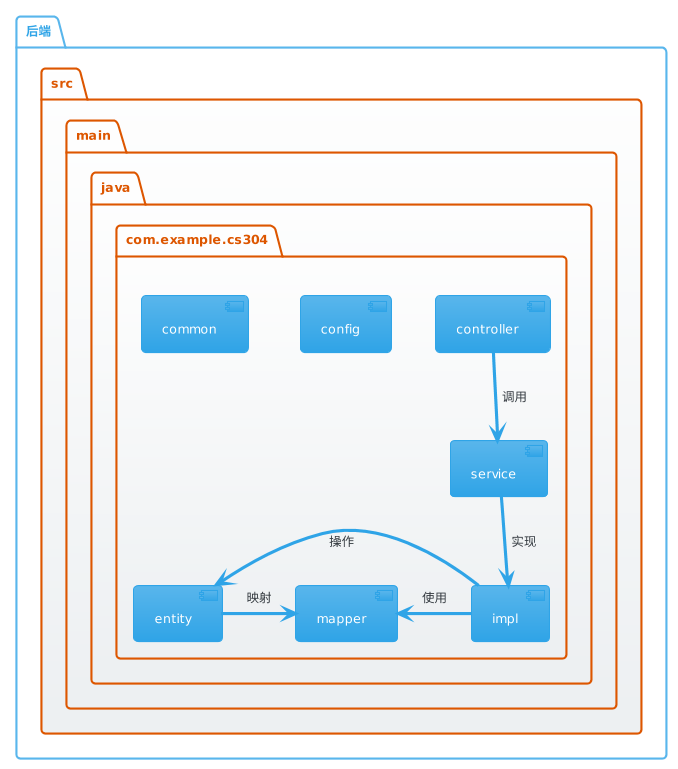 后端
src
main
java
com.example.cs304
common
config
controller
调用
service
操作
实现
映射
使用
entity
mapper
impl